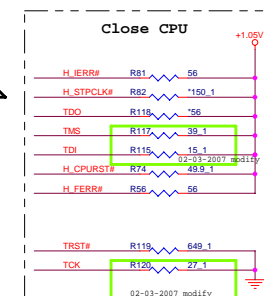 Close CPU
+1.05V
H_IERR# R81 56
H_STPCLK# R82 *150_1
TDO R118 *56
TMS R117 39_1
TDI R115 15_1
02-03-2007 modify
H_CPURST# R74 49.9_1
H_FERR# R56 56
TRST# R119 649_1
TCK R120 27_1
02-03-2007 modify